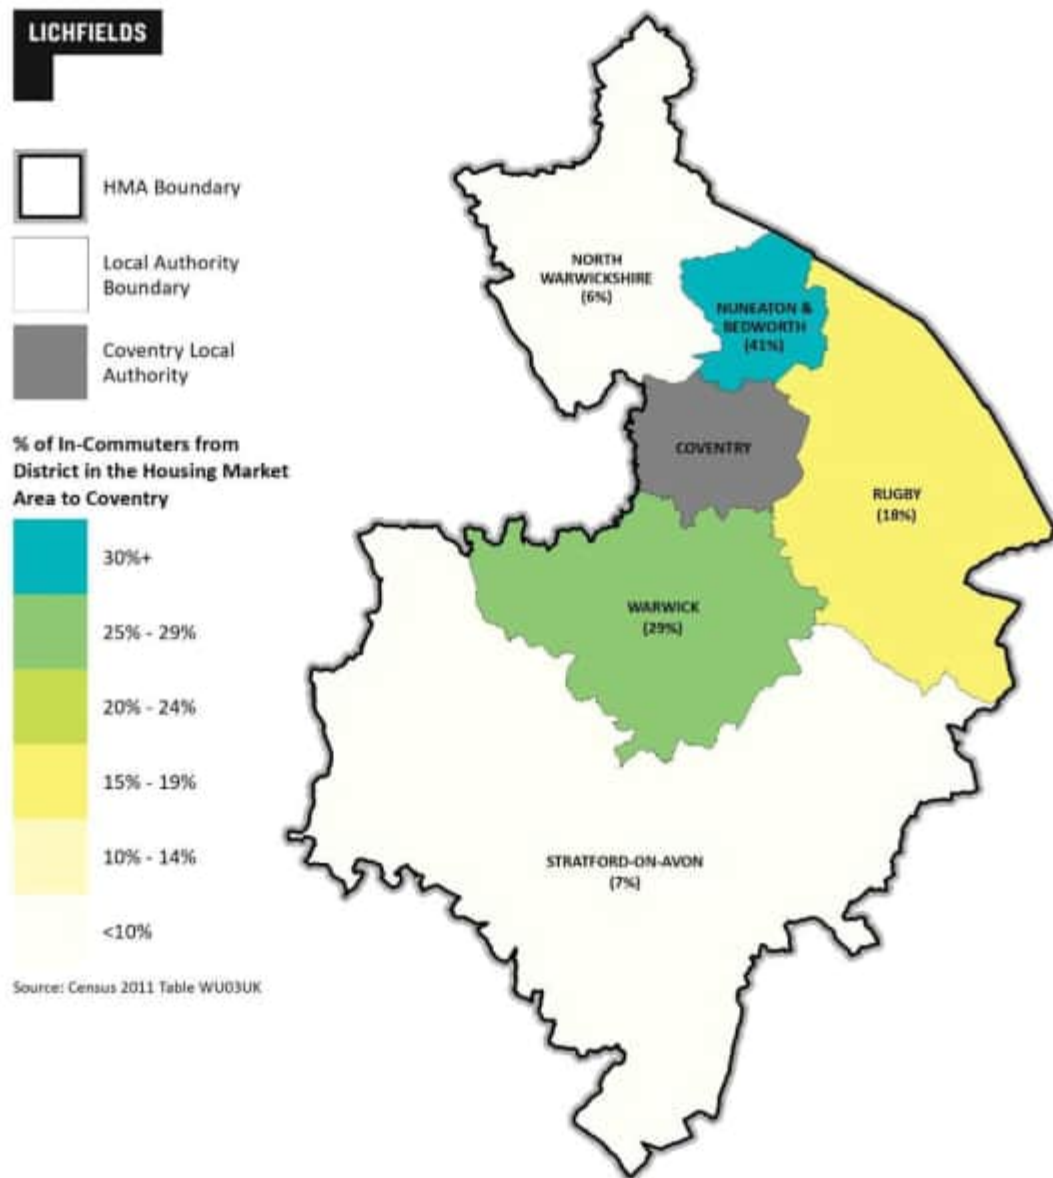 LICHFIELDS
HMA Boundary
Local Authority
Boundary
Coventry Local
Authority
% of In-Commuters from
District in the Housing Market
Area to Coventry
30%+
25% - 29%
20% - 24%
15% - 19%
10% - 14%
<10%
Source: Census 2011 Table WU03UK
NORTH
WARWICKSHIRE
(6%)
NUNEATON &
BEDWORTH
(41%)
COVENTRY
RUGBY
(18%)
WARWICK
(29%)
STRATFORD-ON-AVON
(7%)